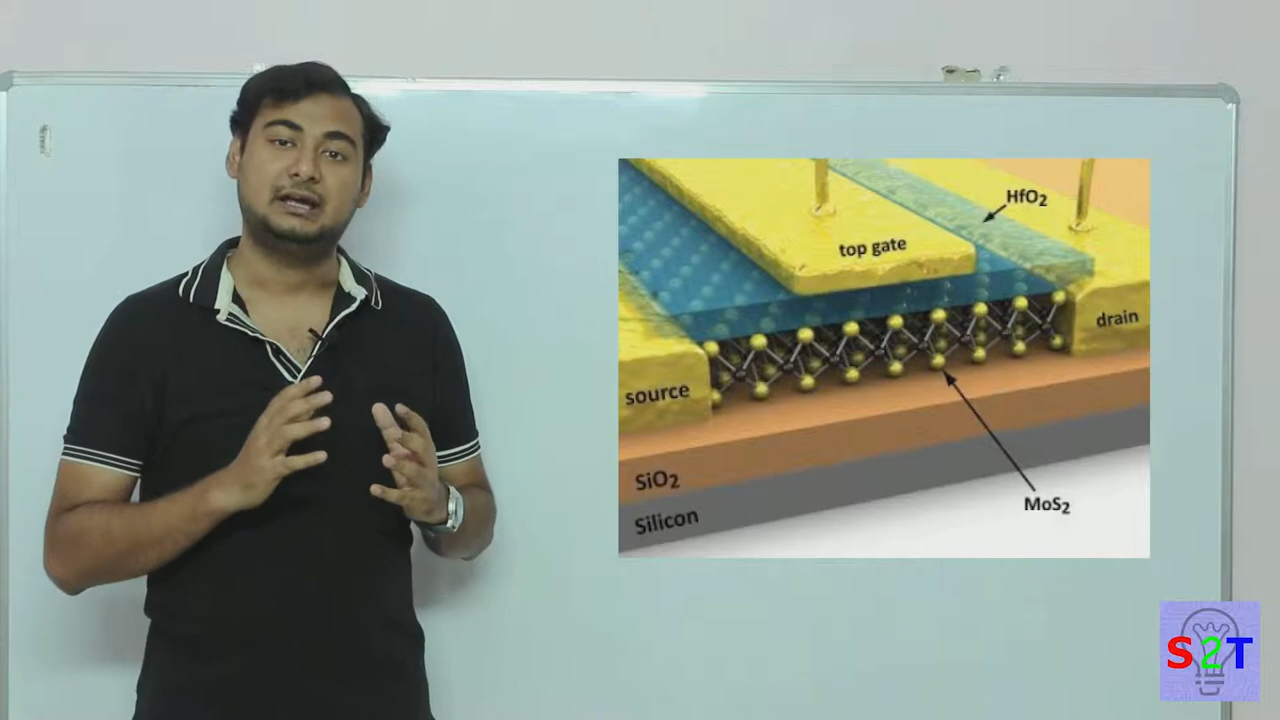 HfO2
top gate
drain
source
SiO2
MoS2
Silicon
S2T